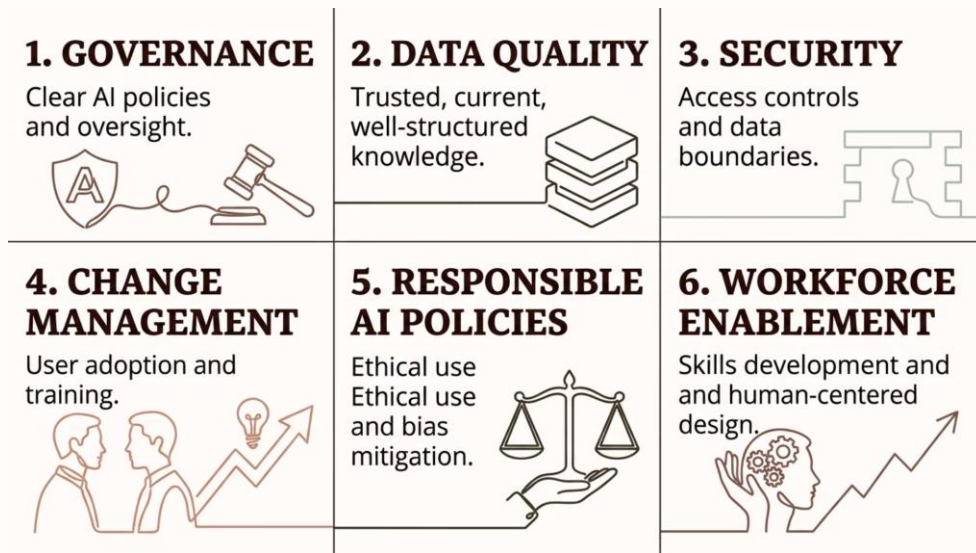 1. GOVERNANCE
Clear AI policies
and oversight.
A
2. DATA QUALITY
Trusted, current,
well-structured
knowledge.
3. SECURITY
Access controls
and data
boundaries.
4. CHANGE
MANAGEMENT
User adoption and
training.
5. RESPONSIBLE
AI POLICIES
Ethical use
Ethical use
and bias
mitigation.
6. WORKFORCE
ENABLEMENT
Skills development and
and human-centered
design.